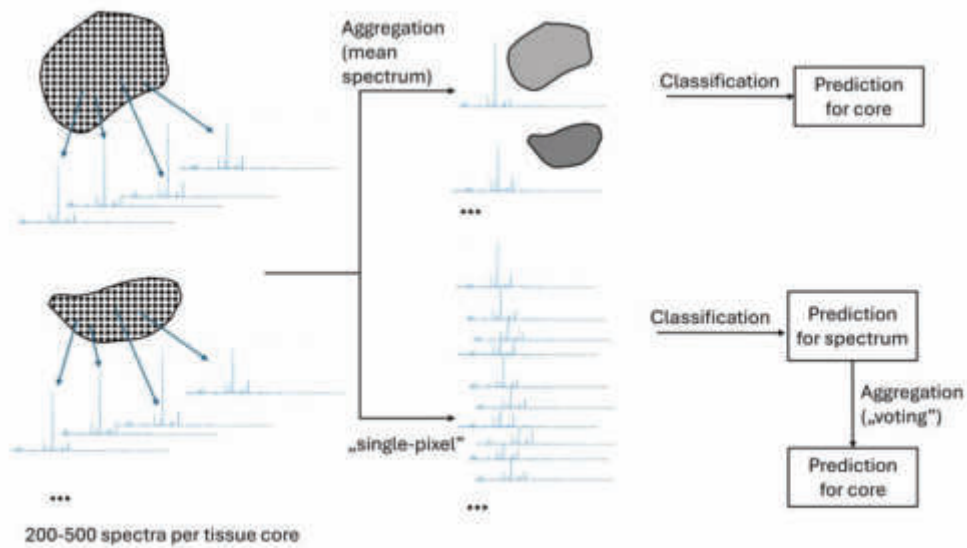 Aggregation
(mean
spectrum)
Classification
Prediction
for core
•••
Classification
Prediction
for spectrum
Aggregation
(„voting”)
„single-pixel”
Prediction
for core
•••
•••
200-500 spectra per tissue core